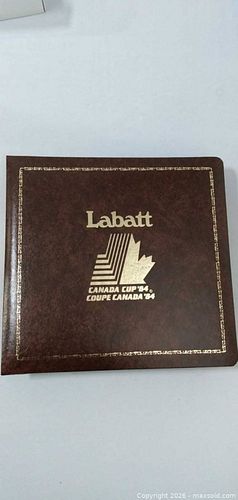 Labatt
CANADA CUP '84®
COUPE CANADA '84
Copyright © 2026 - maxsold.com